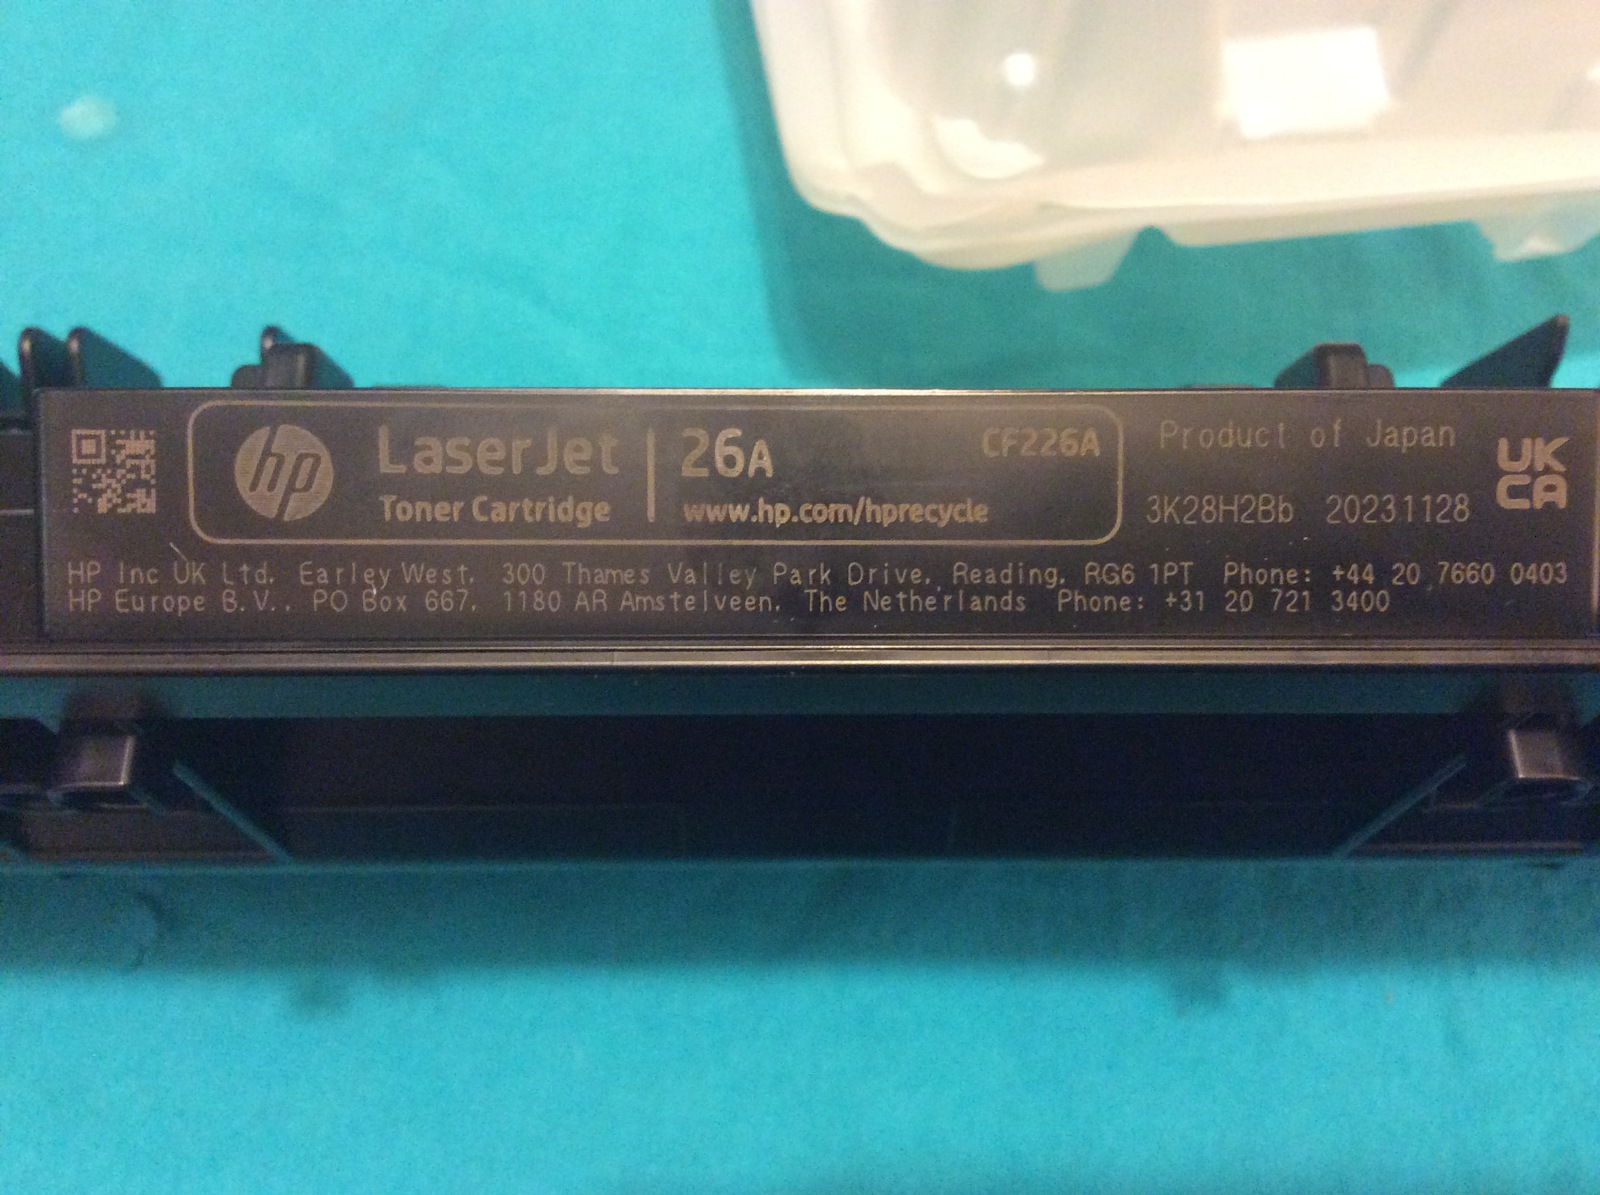 hp LaserJet 26A CF226A
Toner Cartridge www.hp.com/hprecycle
Product of Japan
3K28H2Bb 20231128
UK
CA
HP Inc UK Ltd. Earley West. 300 Thames Valley Park Drive. Reading. RG6 1PT Phone: +44 20 7660 0403
HP Europe B.V.. PO Box 667. 1180 AR Amstelveen. The Netherlands Phone: +31 20 721 3400